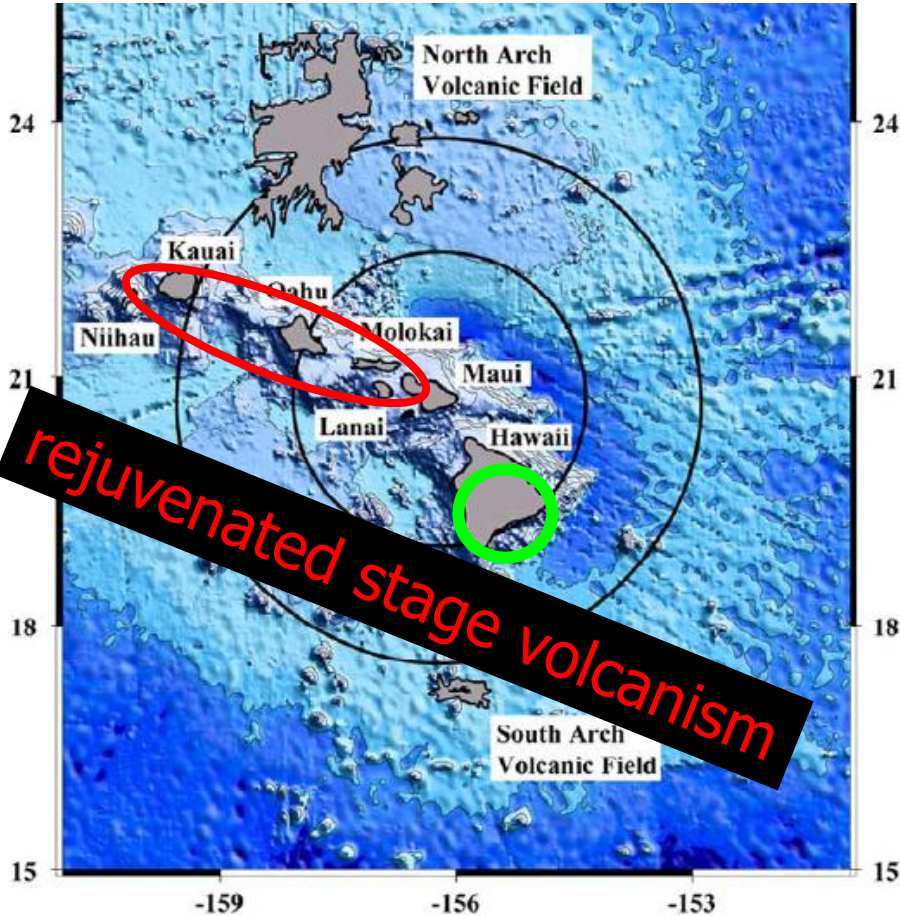 North Arch
Volcanic Field
24
24
Kauai
Oahu
Niihau
Molokai
21
Maui
21
Lanai
Hawaii
rejuvenated stage volcanism
18
18
South Arch
Volcanic Field
15
15
-159
-156
-153